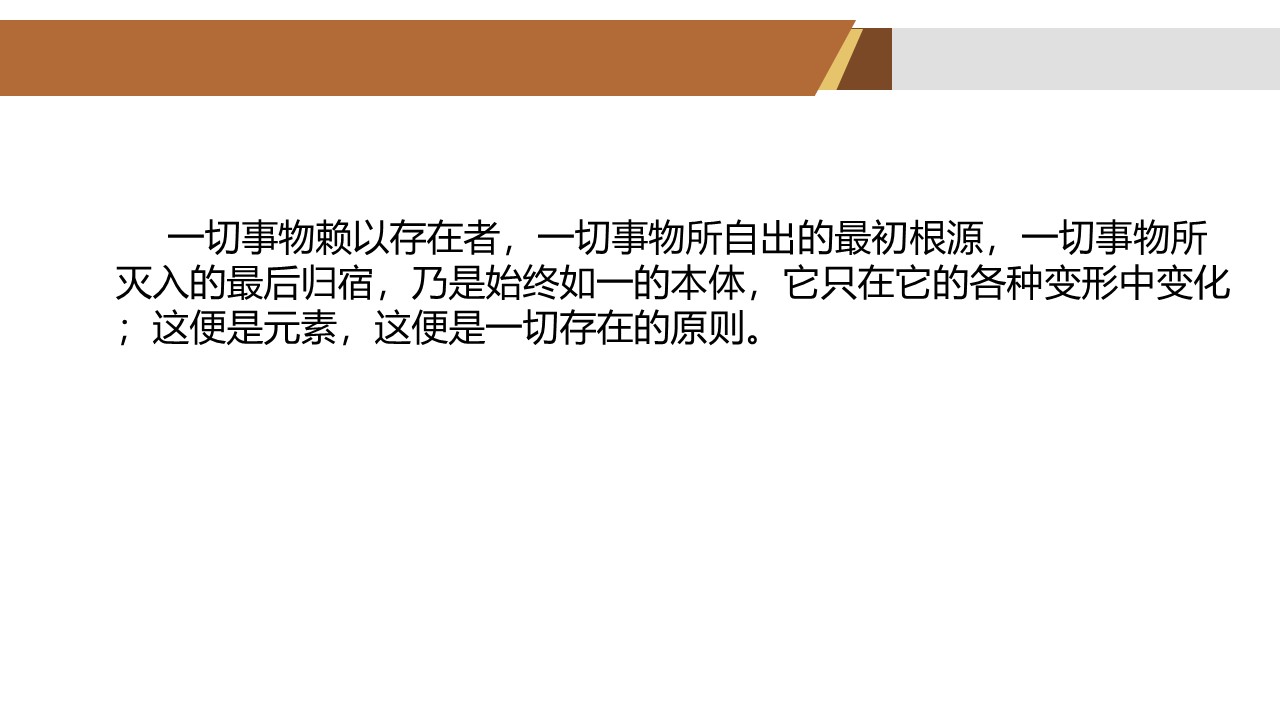 一切事物赖以存在者，一切事物所自出的最初根源，一切事物所
灭入的最后归宿，乃是始终如一的本体，它只在它的各种变形中变化
；这便是元素，这便是一切存在的原则。